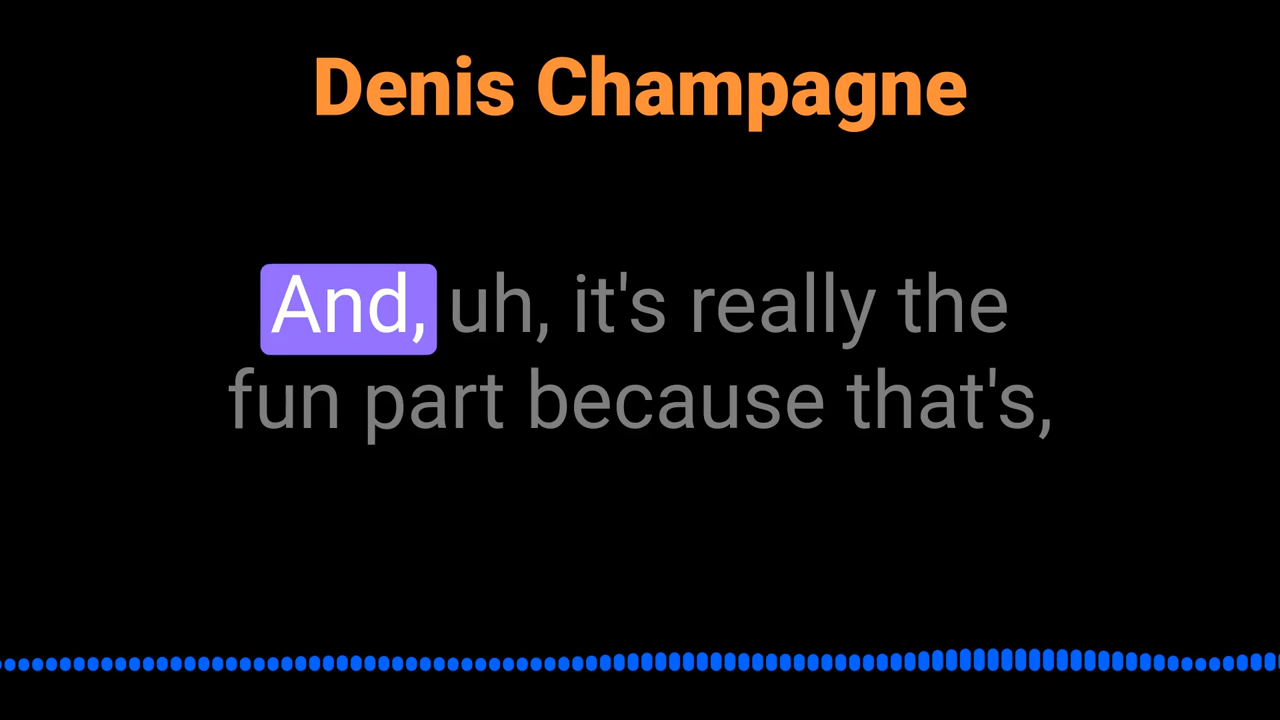 Denis Champagne
And, uh, it's really the
fun part because that's,